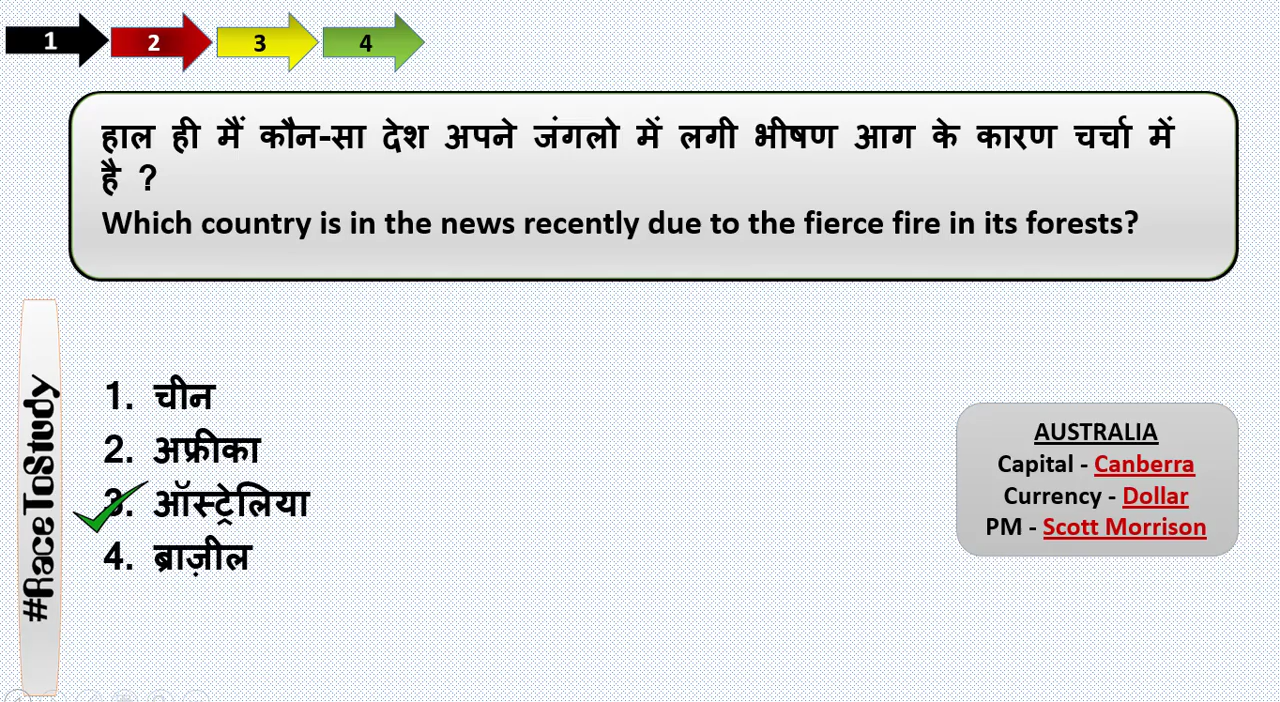 1 2 3 4
हाल ही मैं कौन-सा देश अपने जंगलो में लगी भीषण आग के कारण चर्चा में
है ?
Which country is in the news recently due to the fierce fire in its forests?
1. चीन
2. अफ्रीका
3. ऑस्ट्रेलिया
4. ब्राज़ील
AUSTRALIA
Capital - Canberra
Currency - Dollar
PM - Scott Morrison
#RaceToStudy